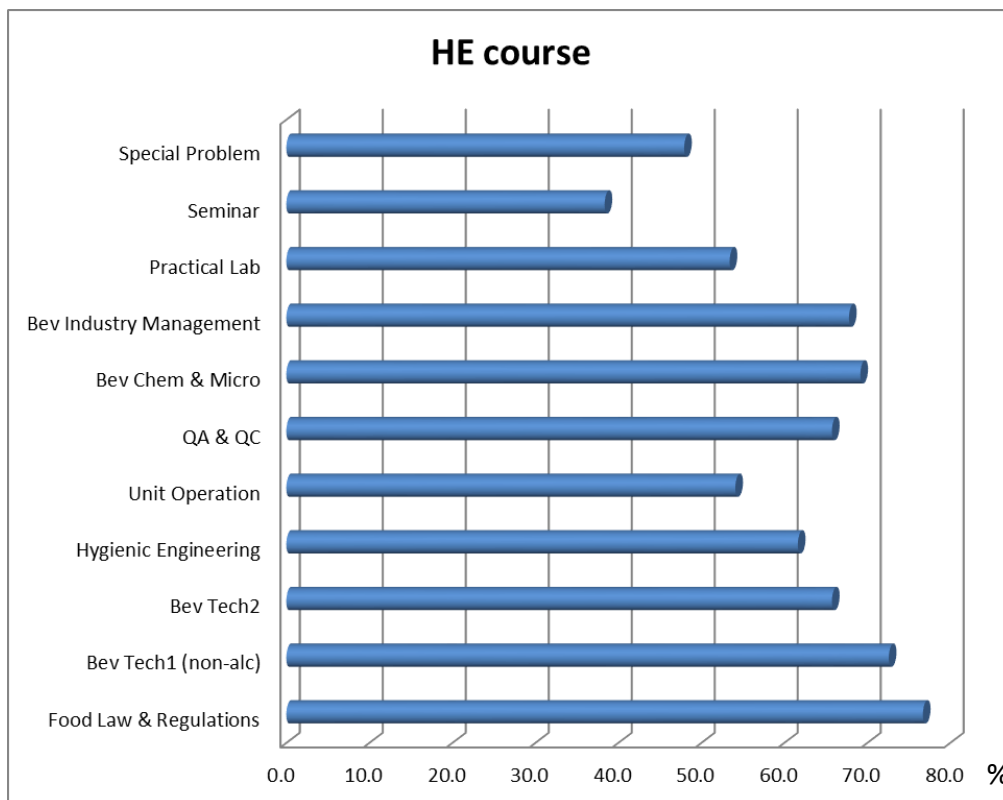 HE course
Special Problem
Seminar
Practical Lab
Bev Industry Management
Bev Chem & Micro
QA & QC
Unit Operation
Hygienic Engineering
Bev Tech2
Bev Tech1 (non-alc)
Food Law & Regulations
0.0 10.0 20.0 30.0 40.0 50.0 60.0 70.0 80.0 %